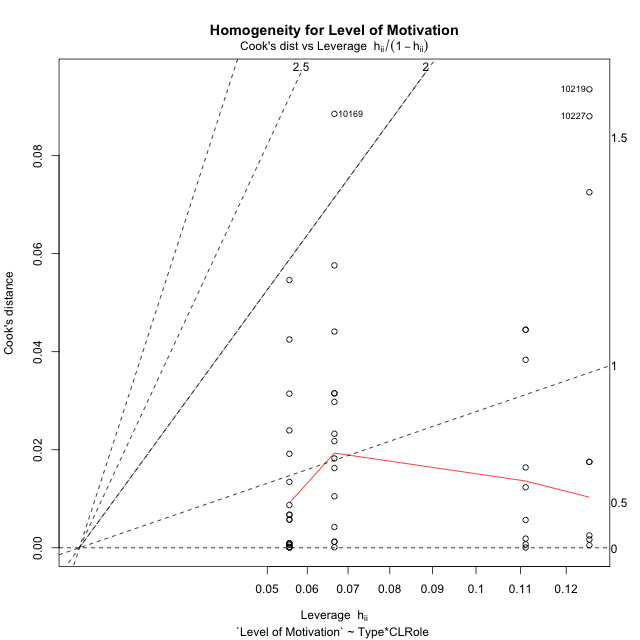 Homogeneity for Level of Motivation
Cook's dist vs Leverage hii/(1 − hii)
2.5
2
10219
10169
10227
1.5
0.08
0.06
0.04
1
0.02
0.5
0.00
0
Cook's distance
0.05 0.06 0.07 0.08 0.09 0.1 0.11 0.12
Leverage hii
`Level of Motivation` ~ Type*CLRole